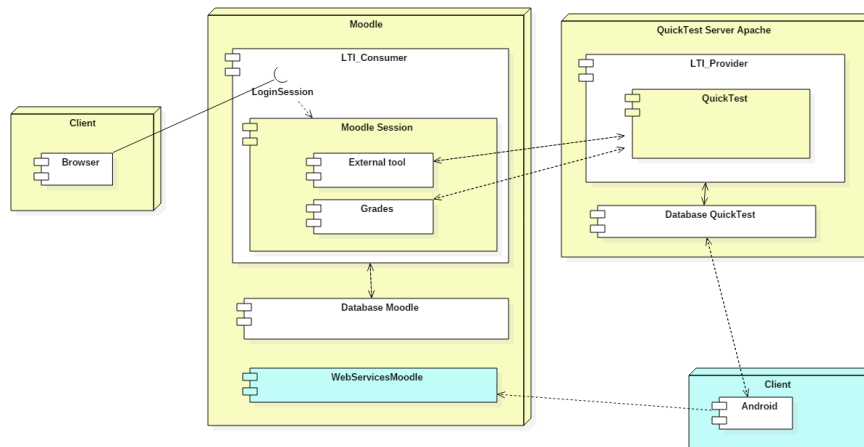 Moodle
LTI_Consumer
LoginSession
Moodle Session
External tool
Grades
Database Moodle
WebServicesMoodle
Client
Browser
QuickTest Server Apache
LTI_Provider
QuickTest
Database QuickTest
Client
Android